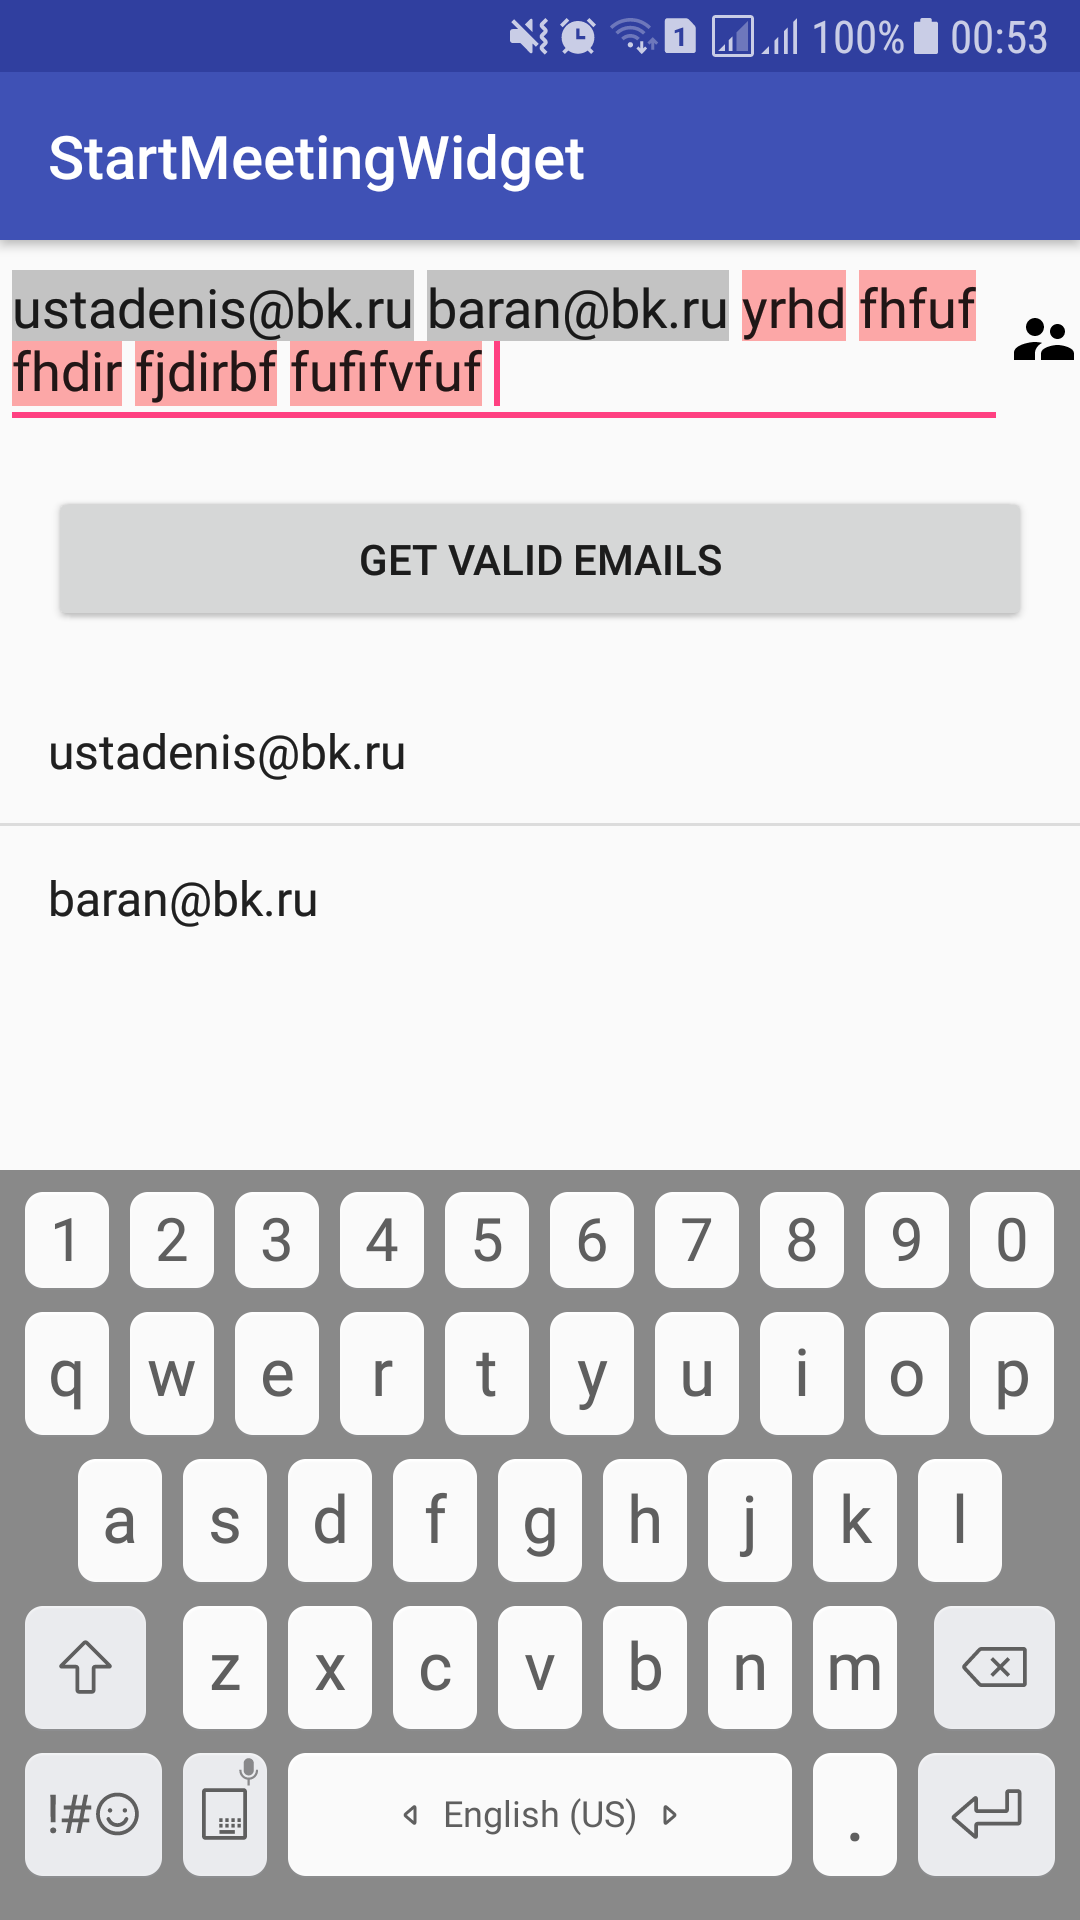 1 100% 00:53
StartMeetingWidget
ustadenis@bk.ru baran@bk.ru yrhd fhfuf
fhdir fjdirbf fufifvfuf
GET VALID EMAILS
ustadenis@bk.ru
baran@bk.ru
1 2 3 4 5 6 7 8 9 0
q w e r t y u i o p
a s d f g h j k l
z x c v b n m
!#☺ English (US) .